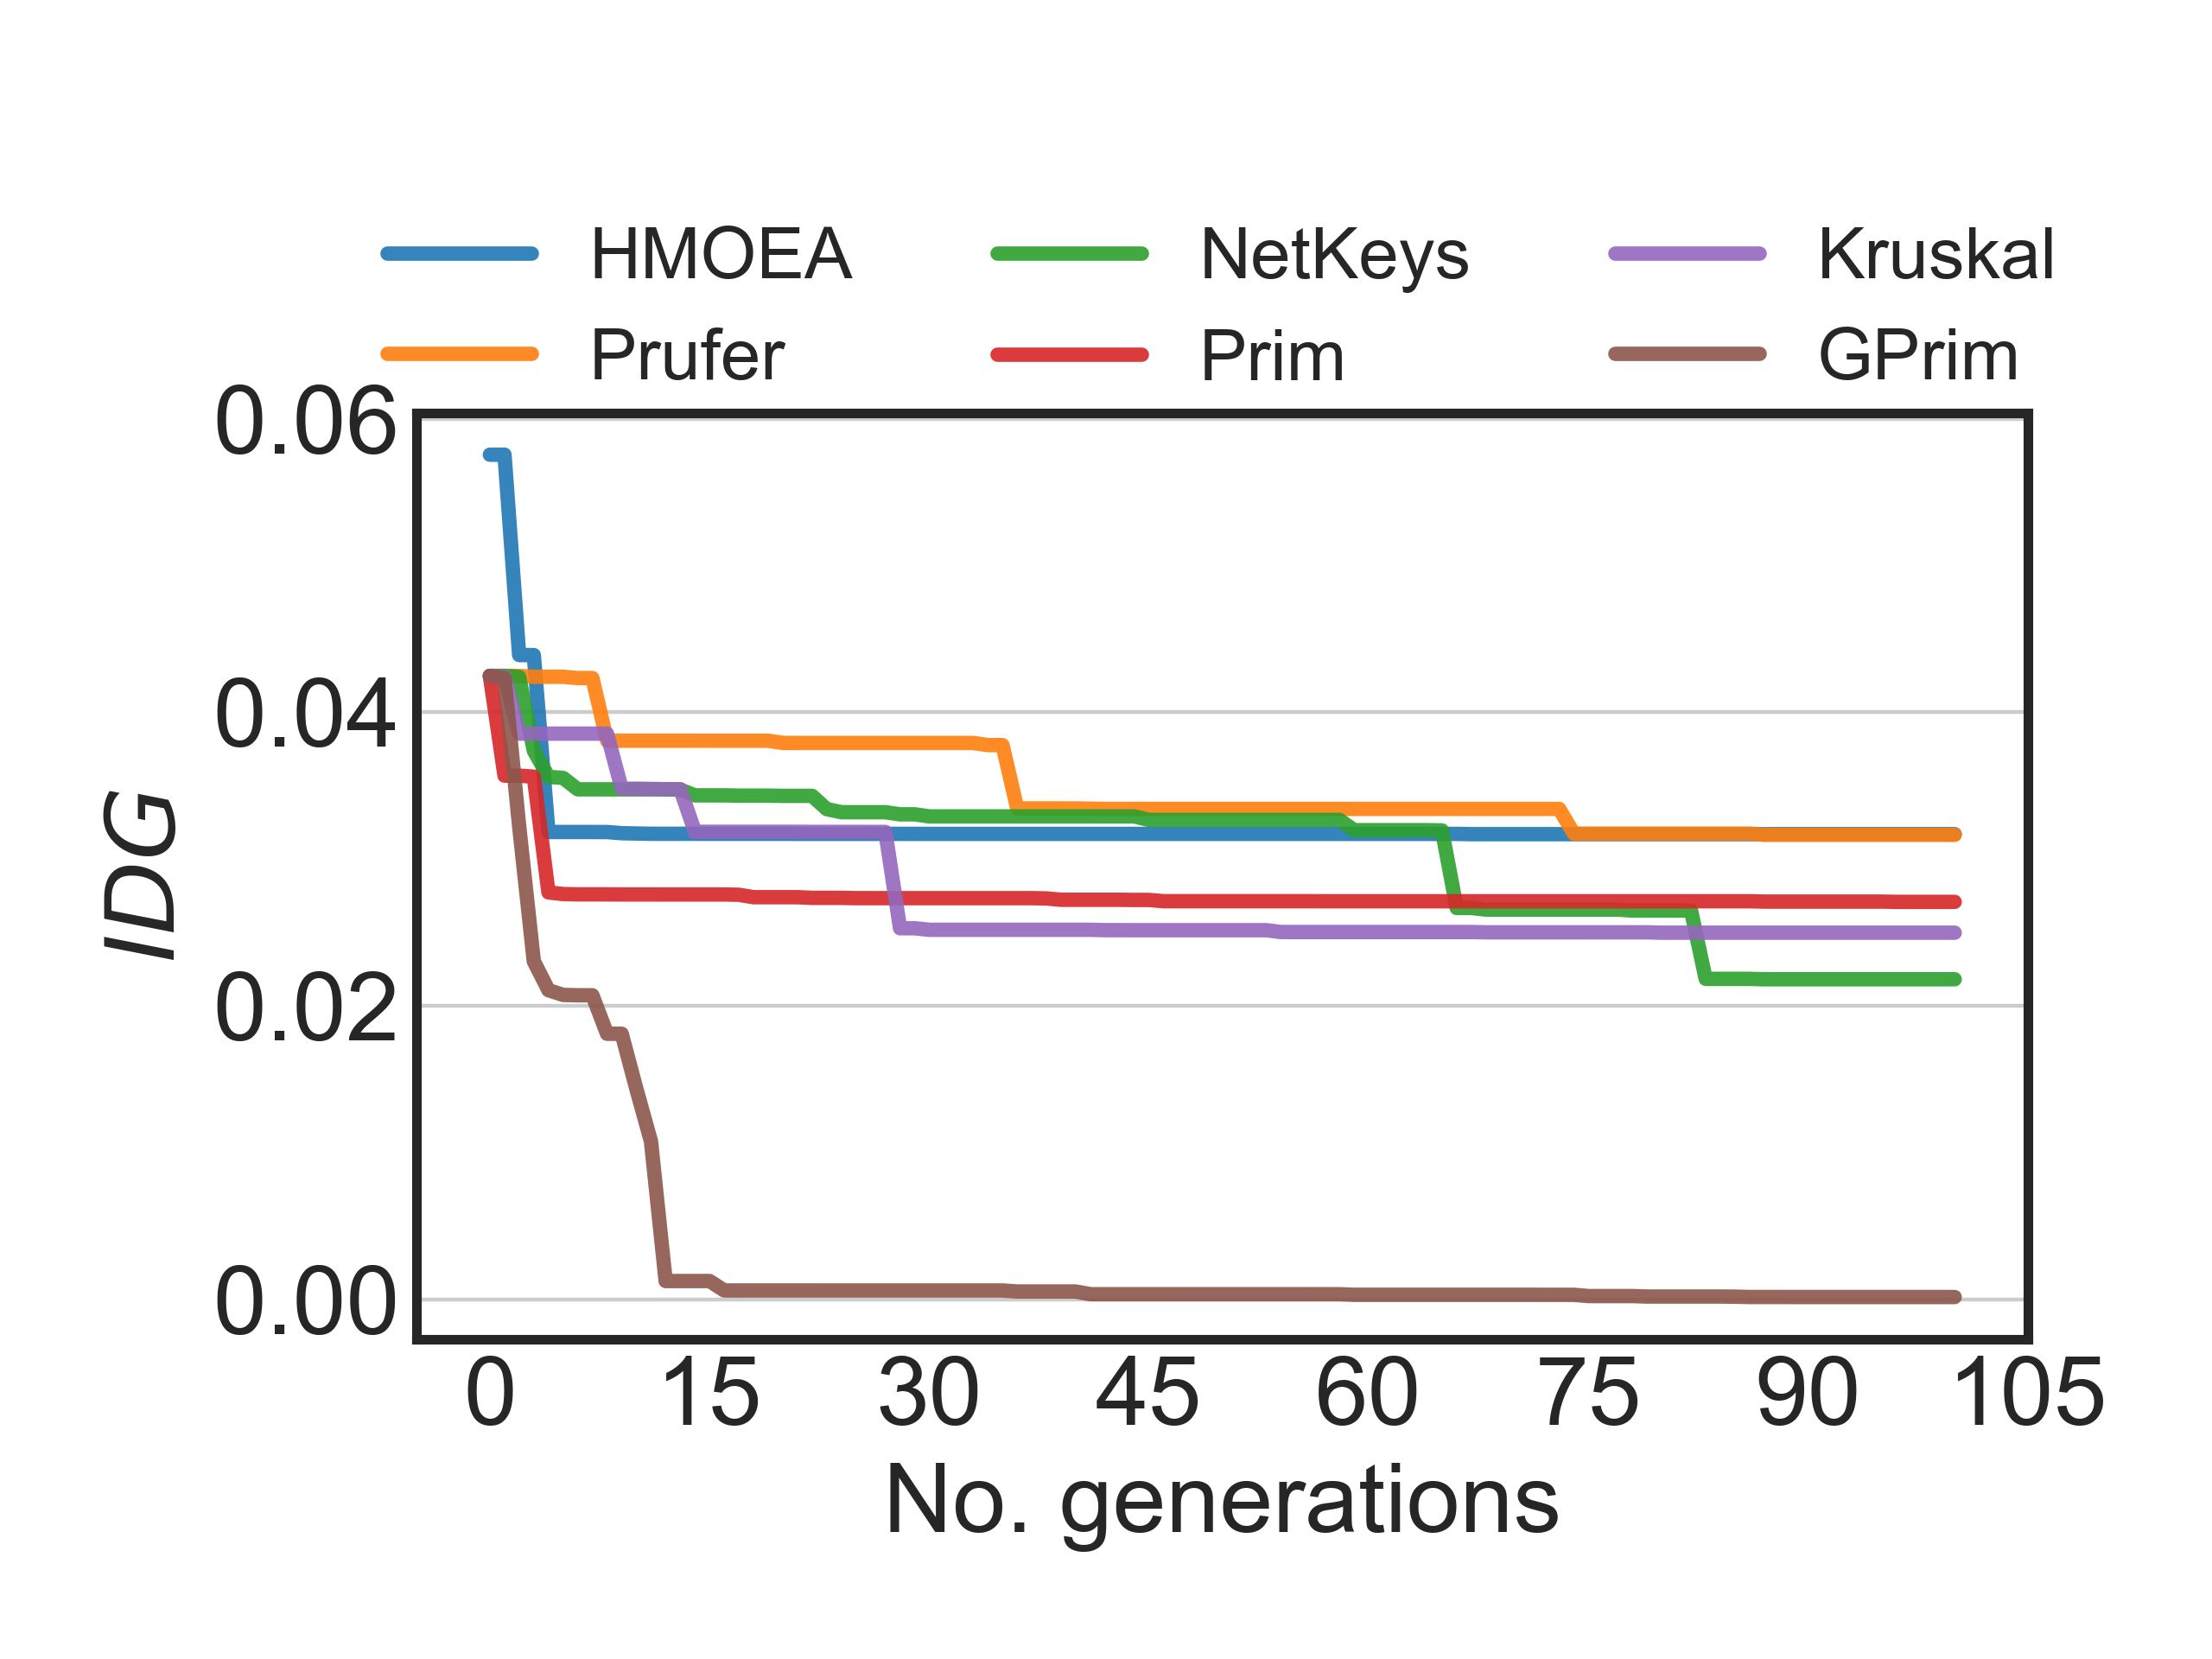 HMOEA NetKeys Kruskal
Prufer Prim GPrim
0.06
0.04
0.02
0.00
IDG
0 15 30 45 60 75 90 105
No. generations